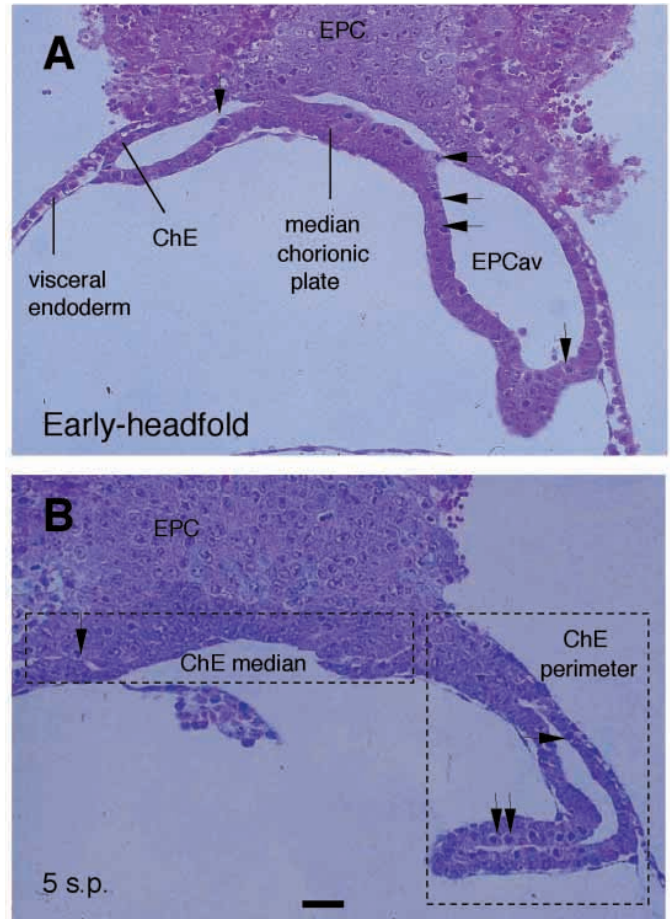 A
EPC
ChE
median
chorionic
plate
EPCav
visceral
endoderm
Early-headfold
B
EPC
ChE median
ChE
perimeter
5 s.p.